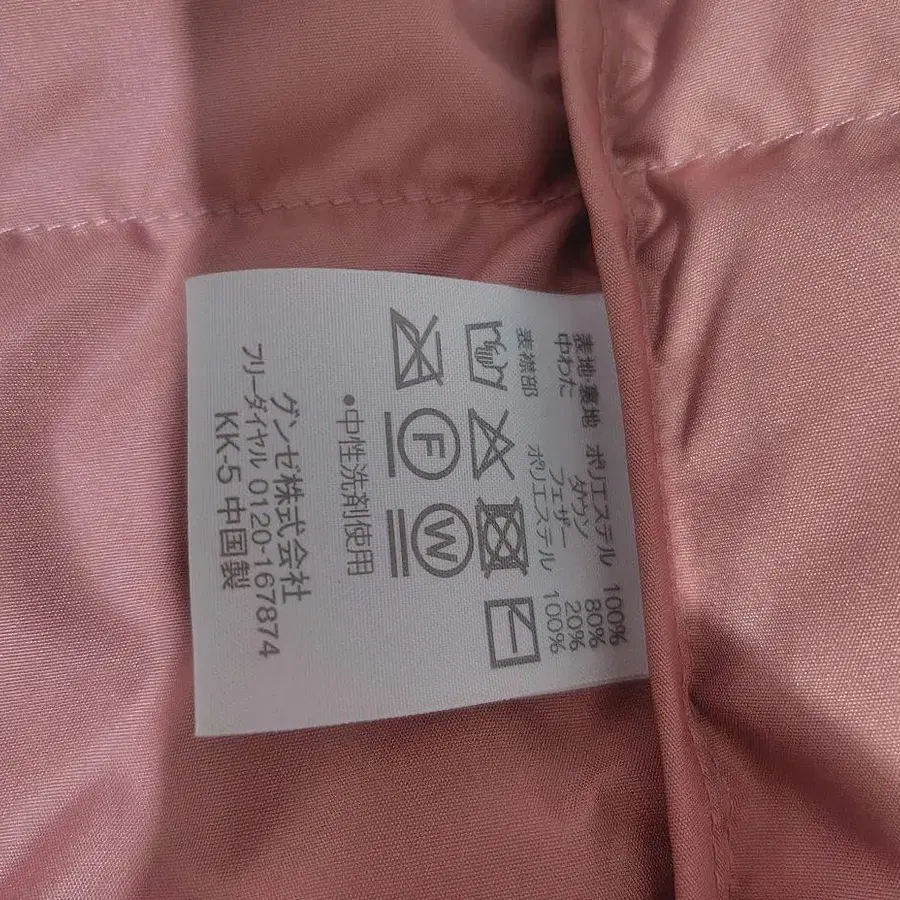 表地・裏地 ポリエステル 100%
中わた ダウン 80%
フェザー 20%
表襟部 ポリエステル 100%
F
W
•中性洗剤使用
グンゼ株式会社
フリーダイヤル 0120-167874
KK-5 中国製